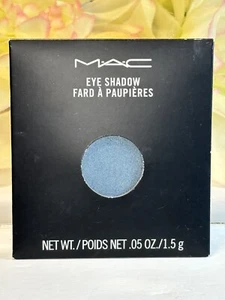 MAC
EYE SHADOW
FARD À PAUPIÈRES
NET WT./POIDS NET .05 OZ./1.5 g